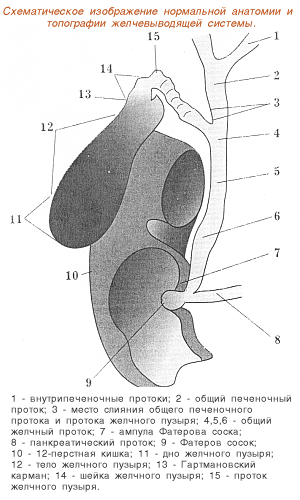 Схематическое изображение нормальной анатомии и
топографии желчевыводящей системы.
15
1
14
2
13
3
12
4
5
11
6
10
7
8
9
1 - внутрипеченочные протоки; 2 - общий печеночный
проток; 3 - место слияния общего печеночного
протока и протока желчного пузыря; 4,5,6 - общий
желчный проток; 7 - ампула Фатерова соска;
8 - панкреатический проток; 9 - Фатеров сосок;
10 - 12-перстная кишка; 11 - дно желчного пузыря;
12 - тело желчного пузыря; 13 - Гартмановский
карман; 14 - шейка желчного пузыря; 15 - проток
желчного пузыря.